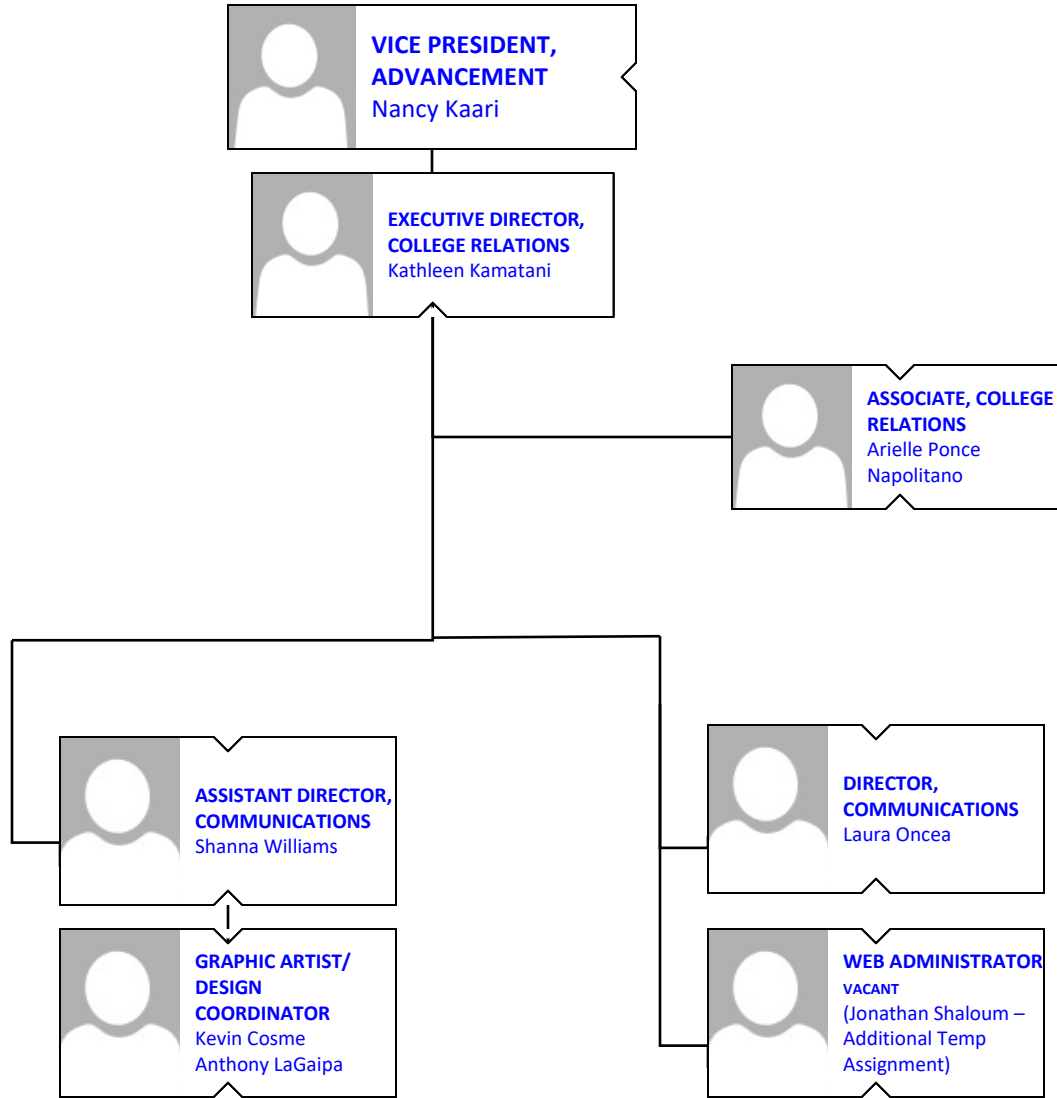 VICE PRESIDENT,
ADVANCEMENT
Nancy Kaari
EXECUTIVE DIRECTOR,
COLLEGE RELATIONS
Kathleen Kamatani
ASSOCIATE, COLLEGE
RELATIONS
Arielle Ponce
Napolitano
ASSISTANT DIRECTOR,
COMMUNICATIONS
Shanna Williams
DIRECTOR,
COMMUNICATIONS
Laura Oncea
GRAPHIC ARTIST/
DESIGN
COORDINATOR
Kevin Cosme
Anthony LaGaipa
WEB ADMINISTRATOR
VACANT
(Jonathan Shaloum –
Additional Temp
Assignment)